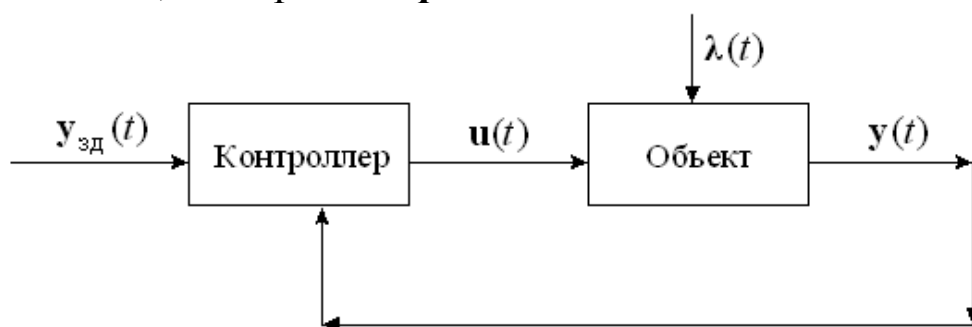 λ(t)
y_зд(t)
Контроллер
u(t)
Объект
y(t)